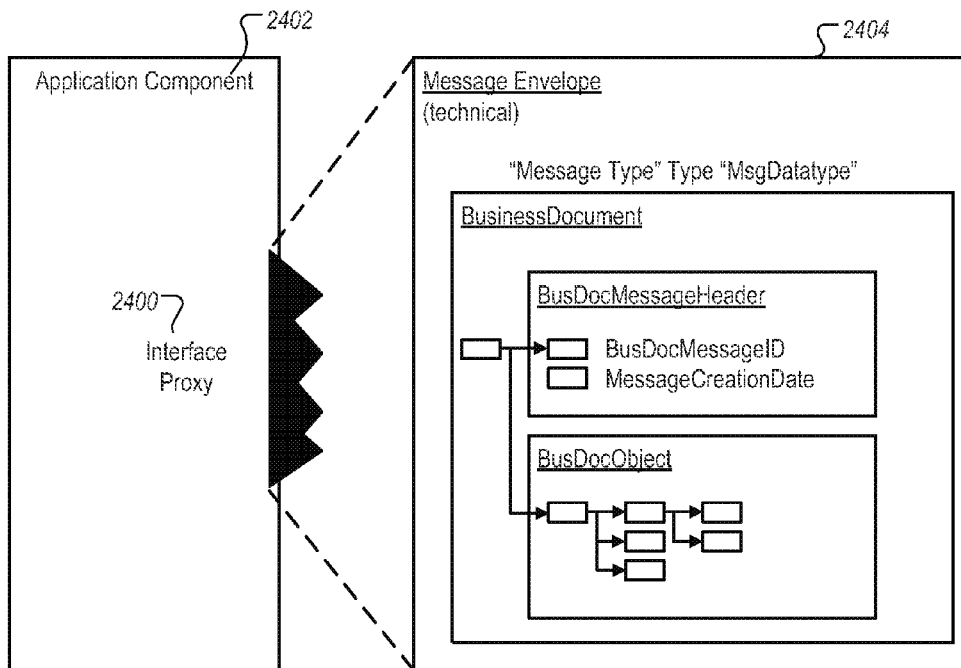 2402
Application Component
2400
Interface
Proxy
2404
Message Envelope
(technical)
“Message Type” Type “MsgDatatype”
BusinessDocument
BusDocMessageHeader
BusDocMessageID
MessageCreationDate
BusDocObject